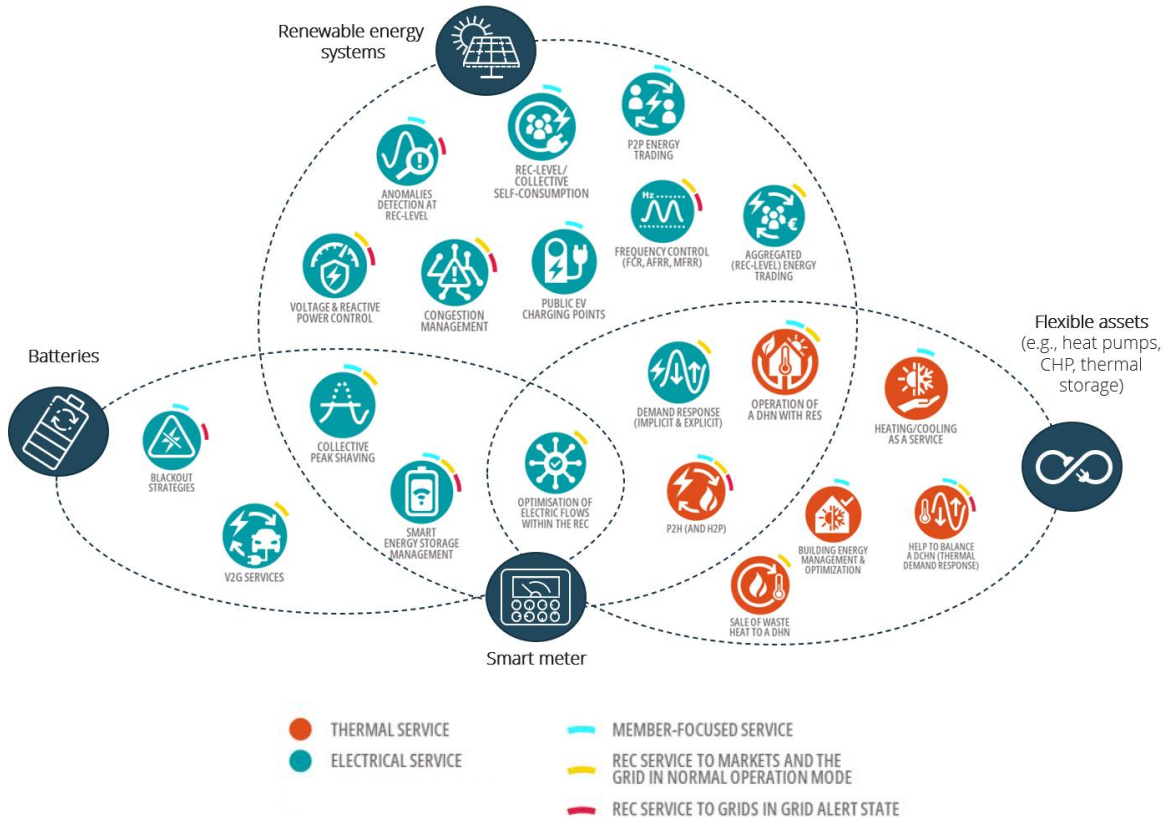 Renewable energy
systems
P2P ENERGY
TRADING
REC-LEVEL/
COLLECTIVE
SELF-CONSUMPTION
ANOMALIES
DETECTION AT
REC-LEVEL
Hz
FREQUENCY CONTROL
(FCR, AFRR, MFRR)
AGGREGATED
(REC-LEVEL) ENERGY
TRADING
€
VOLTAGE & REACTIVE
POWER CONTROL
CONGESTION
MANAGEMENT
PUBLIC EV
CHARGING POINTS
Flexible assets
(e.g., heat pumps,
CHP, thermal
storage)
Batteries
DEMAND RESPONSE
(IMPLICIT & EXPLICIT)
OPERATION OF
A DHN WITH RES
HEATING/COOLING
AS A SERVICE
COLLECTIVE
PEAK SHAVING
BLACKOUT
STRATEGIES
OPTIMISATION OF
ELECTRIC FLOWS
WITHIN THE REC
P2H (AND H2P)
SMART
ENERGY STORAGE
MANAGEMENT
BUILDING ENERGY
MANAGEMENT &
OPTIMIZATION
HELP TO BALANCE
A DCHN (THERMAL
DEMAND RESPONSE)
V2G SERVICES
SALE OF WASTE
HEAT TO A DHN
Smart meter
THERMAL SERVICE
ELECTRICAL SERVICE
MEMBER-FOCUSED SERVICE
REC SERVICE TO MARKETS AND THE
GRID IN NORMAL OPERATION MODE
REC SERVICE TO GRIDS IN GRID ALERT STATE